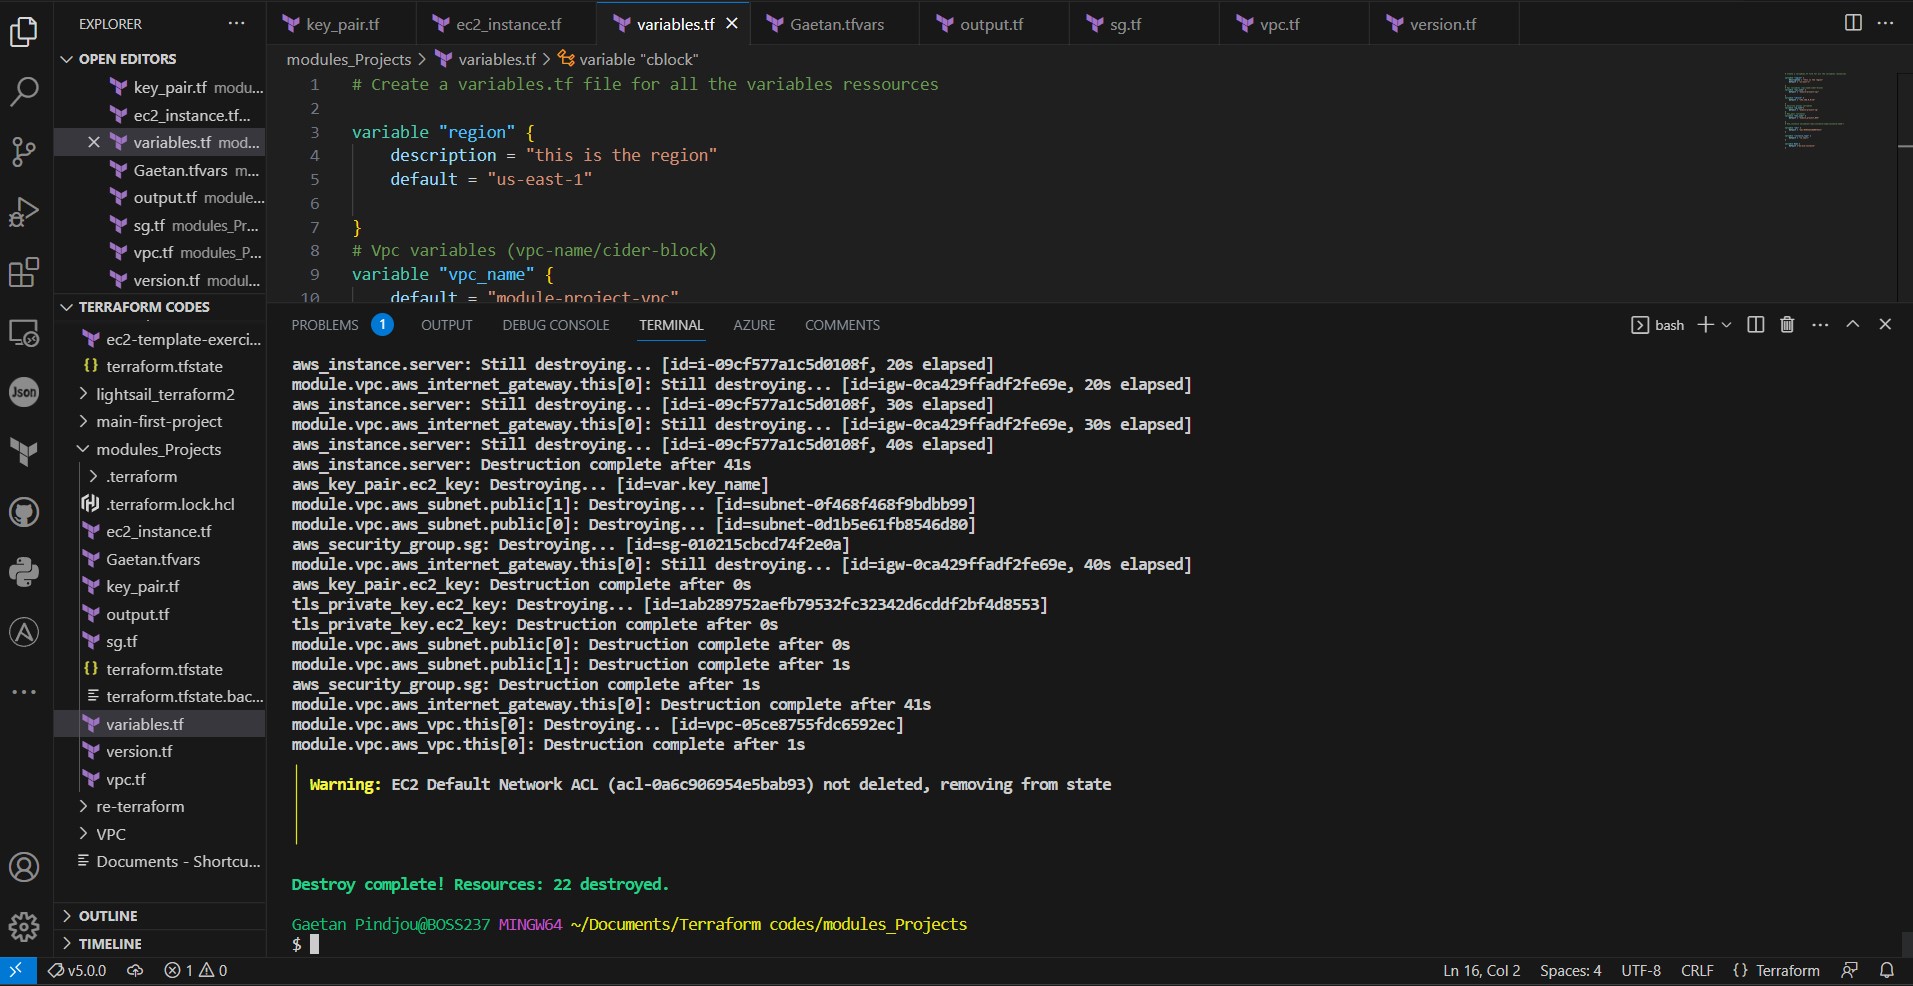 EXPLORER ...
OPEN EDITORS
key_pair.tf modu...
ec2_instance.tf...
variables.tf mod...
Gaetan.tfvars m...
output.tf module...
sg.tf modules_Pr...
vpc.tf modules_P...
version.tf modul...
TERRAFORM CODES
ec2-template-exerci...
terraform.tfstate
lightsail_terraform2
main-first-project
modules_Projects
.terraform
.terraform.lock.hcl
ec2_instance.tf
Gaetan.tfvars
key_pair.tf
output.tf
sg.tf
terraform.tfstate
terraform.tfstate.bac...
variables.tf
version.tf
vpc.tf
re-terraform
VPC
Documents - Shortcu...
OUTLINE
TIMELINE
Json
key_pair.tf ec2_instance.tf variables.tf Gaetan.tfvars output.tf sg.tf vpc.tf version.tf
modules_Projects > variables.tf > variable "cblock"
1 # Create a variables.tf file for all the variables ressources
2
3 variable "region" {
4 description = "this is the region"
5 default = "us-east-1"
6
7 }
8 # Vpc variables (vpc-name/cider-block)
9 variable "vpc_name" {
10 default = "module-project-vpc"
PROBLEMS 1 OUTPUT DEBUG CONSOLE TERMINAL AZURE COMMENTS bash
aws_instance.server: Still destroying... [id=i-09cf577a1c5d0108f, 20s elapsed]
module.vpc.aws_internet_gateway.this[0]: Still destroying... [id=igw-0ca429ffadf2fe69e, 20s elapsed]
aws_instance.server: Still destroying... [id=i-09cf577a1c5d0108f, 30s elapsed]
module.vpc.aws_internet_gateway.this[0]: Still destroying... [id=igw-0ca429ffadf2fe69e, 30s elapsed]
aws_instance.server: Still destroying... [id=i-09cf577a1c5d0108f, 40s elapsed]
aws_instance.server: Destruction complete after 41s
aws_key_pair.ec2_key: Destroying... [id=var.key_name]
module.vpc.aws_subnet.public[1]: Destroying... [id=subnet-0f468f468f9bdbb99]
module.vpc.aws_subnet.public[0]: Destroying... [id=subnet-0d1b5e61fb8546d80]
aws_security_group.sg: Destroying... [id=sg-010215cbcd74f2e0a]
module.vpc.aws_internet_gateway.this[0]: Still destroying... [id=igw-0ca429ffadf2fe69e, 40s elapsed]
aws_key_pair.ec2_key: Destruction complete after 0s
tls_private_key.ec2_key: Destroying... [id=1ab289752aefb79532fc32342d6cddf2bf4d8553]
tls_private_key.ec2_key: Destruction complete after 0s
module.vpc.aws_subnet.public[0]: Destruction complete after 0s
module.vpc.aws_subnet.public[1]: Destruction complete after 1s
aws_security_group.sg: Destruction complete after 1s
module.vpc.aws_internet_gateway.this[0]: Destruction complete after 41s
module.vpc.aws_vpc.this[0]: Destroying... [id=vpc-05ce8755fdc6592ec]
module.vpc.aws_vpc.this[0]: Destruction complete after 1s
Warning: EC2 Default Network ACL (acl-0a6c906954e5bab93) not deleted, removing from state
Destroy complete! Resources: 22 destroyed.
Gaetan Pindjou@BOSS237 MINGW64 ~/Documents/Terraform codes/modules_Projects
$
v5.0.0 1 0 Ln 16, Col 2 Spaces: 4 UTF-8 CRLF {} Terraform